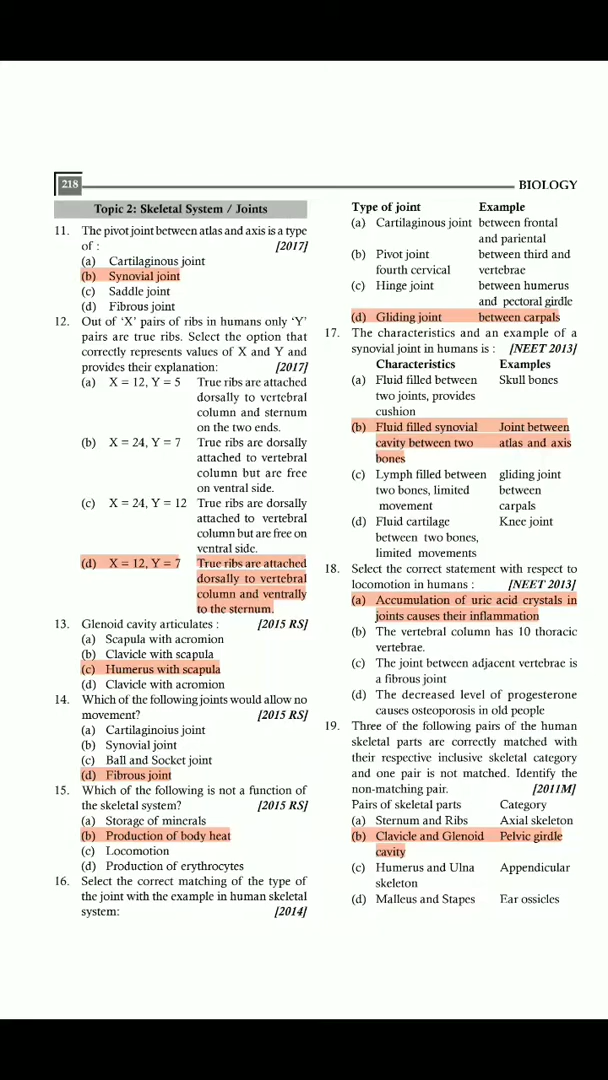 218
BIOLOGY
Topic 2: Skeletal System / Joints
11. The pivot joint between atlas and axis is a type
of : [2017]
(a) Cartilaginous joint
(b) Synovial joint
(c) Saddle joint
(d) Fibrous joint
12. Out of ‘X’ pairs of ribs in humans only ‘Y’
pairs are true ribs. Select the option that
correctly represents values of X and Y and
provides their explanation: [2017]
(a) X = 12, Y = 5 True ribs are attached
dorsally to vertebral
column and sternum
on the two ends.
(b) X = 24, Y = 7 True ribs are dorsally
attached to vertebral
column but are free
on ventral side.
(c) X = 24, Y = 12 True ribs are dorsally
attached to vertebral
column but are free on
ventral side.
(d) X = 12, Y = 7 True ribs are attached
dorsally to vertebral
column and ventrally
to the sternum.
13. Glenoid cavity articulates : [2015 RS]
(a) Scapula with acromion
(b) Clavicle with scapula
(c) Humerus with scapula
(d) Clavicle with acromion
14. Which of the following joints would allow no
movement? [2015 RS]
(a) Cartilaginoius joint
(b) Synovial joint
(c) Ball and Socket joint
(d) Fibrous joint
15. Which of the following is not a function of
the skeletal system? [2015 RS]
(a) Storage of minerals
(b) Production of body heat
(c) Locomotion
(d) Production of erythrocytes
16. Select the correct matching of the type of
the joint with the example in human skeletal
system: [2014]
Type of joint Example
(a) Cartilaginous joint between frontal
and pariental
(b) Pivot joint between third and
fourth cervical vertebrae
(c) Hinge joint between humerus
and pectoral girdle
(d) Gliding joint between carpals
17. The characteristics and an example of a
synovial joint in humans is : [NEET 2013]
Characteristics Examples
(a) Fluid filled between Skull bones
two joints, provides
cushion
(b) Fluid filled synovial Joint between
cavity between two atlas and axis
bones
(c) Lymph filled between gliding joint
two bones, limited between
movement carpals
(d) Fluid cartilage Knee joint
between two bones,
limited movements
18. Select the correct statement with respect to
locomotion in humans : [NEET 2013]
(a) Accumulation of uric acid crystals in
joints causes their inflammation
(b) The vertebral column has 10 thoracic
vertebrae.
(c) The joint between adjacent vertebrae is
a fibrous joint
(d) The decreased level of progesterone
causes osteoporosis in old people
19. Three of the following pairs of the human
skeletal parts are correctly matched with
their respective inclusive skeletal category
and one pair is not matched. Identify the
non-matching pair. [2011M]
Pairs of skeletal parts Category
(a) Sternum and Ribs Axial skeleton
(b) Clavicle and Glenoid Pelvic girdle
cavity
(c) Humerus and Ulna Appendicular
skeleton
(d) Malleus and Stapes Ear ossicles